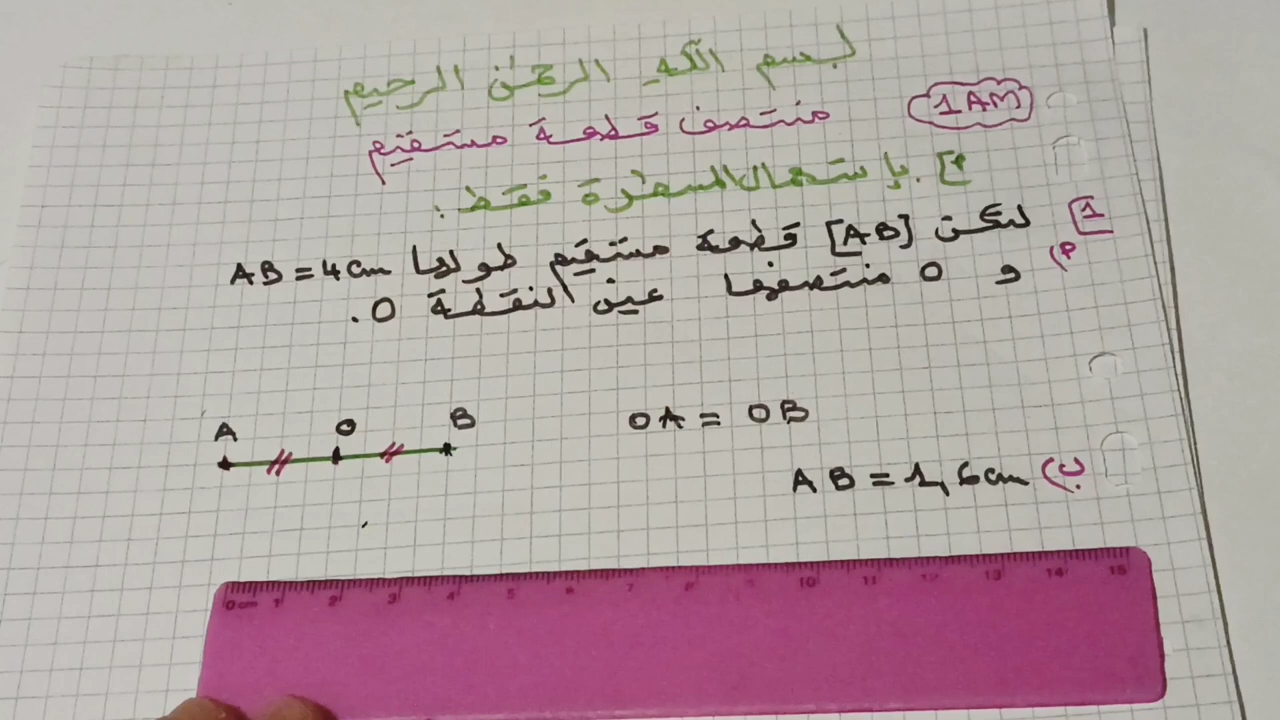 بسم الله الرحمن الرحيم
1AM
منتصف قطعة مستقيم
أ] بإستعمال المسطرة فقط.
1] لتكن [AB] قطعة مستقيم طولها AB = 4cm
أ) و O منتصفها عين النقطة O.
A O B
OA = OB
ب) AB = 1,6cm
0cm 1 2 3 4 5 6 7 8 9 10 11 12 13 14 15